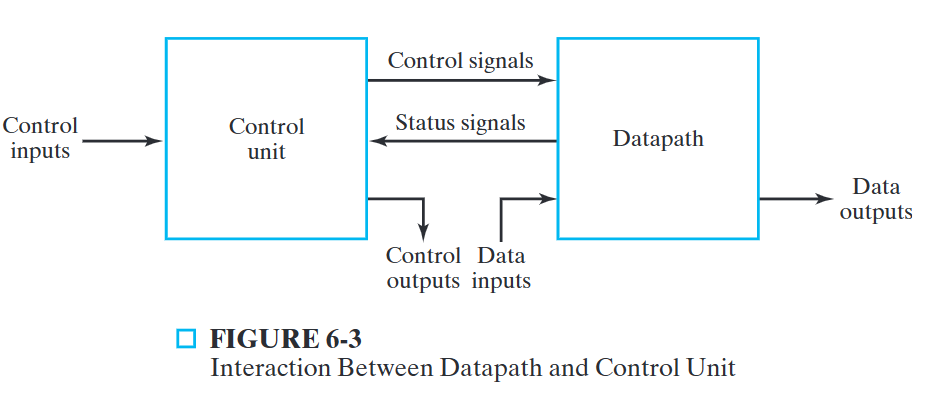 Control signals
Control
inputs
Control
unit
Status signals
Datapath
Data
outputs
Control
outputs
Data
inputs
FIGURE 6-3
Interaction Between Datapath and Control Unit